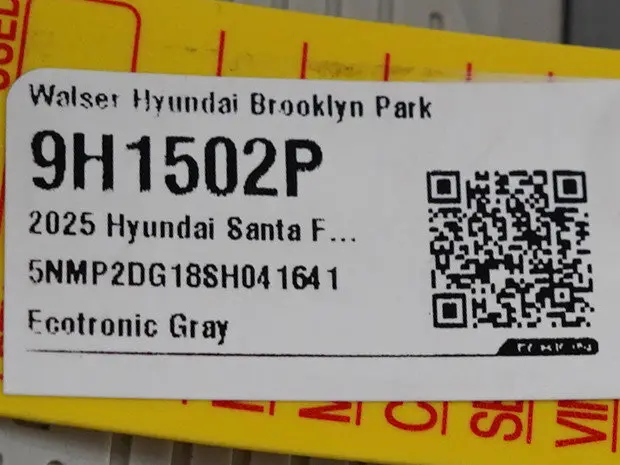 Walser Hyundai Brooklyn Park
9H1502P
2025 Hyundai Santa F...
5NMP2DG18SH041641
Ecotronic Gray